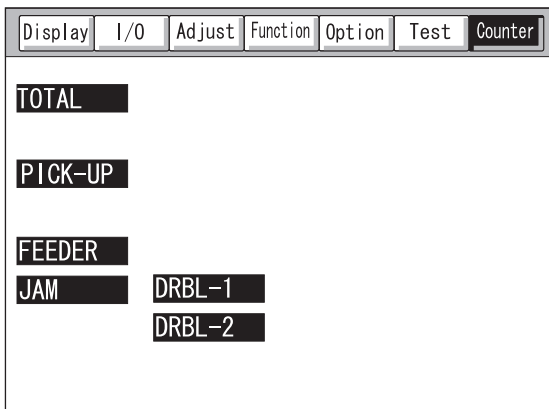 Display I/O Adjust Function Option Test Counter
TOTAL
PICK-UP
FEEDER
JAM DRBL-1
DRBL-2